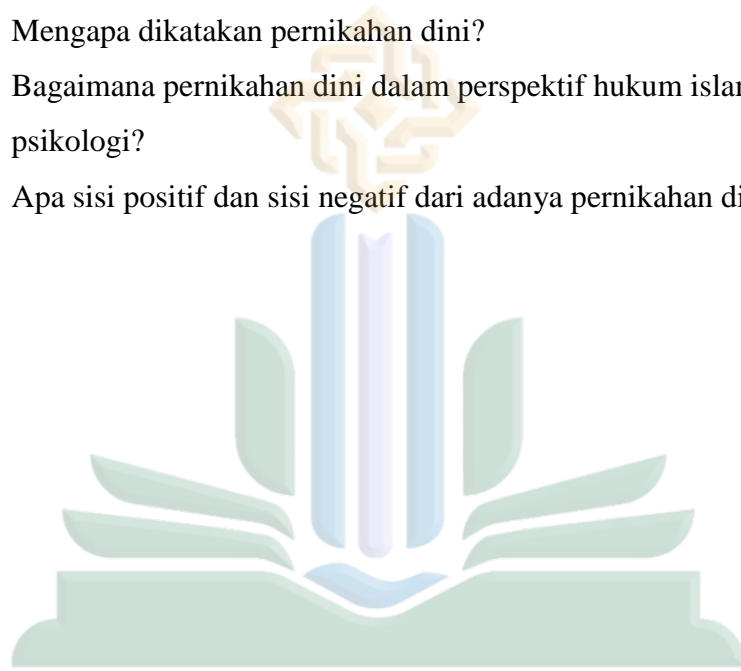 Mengapa dikatakan pernikahan dini?
Bagaimana pernikahan dini dalam perspektif hukum islam
psikologi?
Apa sisi positif dan sisi negatif dari adanya pernikahan di